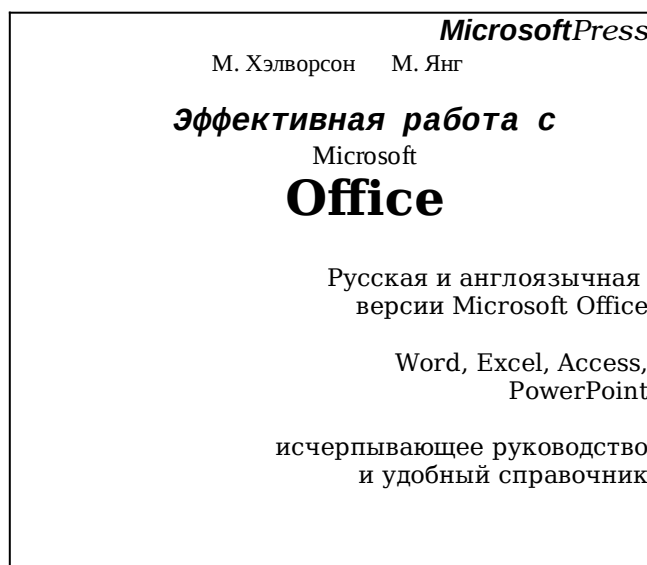 MicrosoftPress
М. Хэлворсон М. Янг
Эффективная работа с
Microsoft
Office
Русская и англоязычная
версии Microsoft Office
Word, Excel, Access,
PowerPoint
исчерпывающее руководство
и удобный справочник